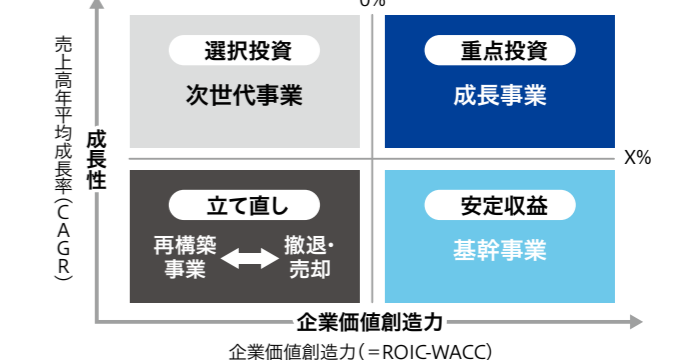 0%
選択投資
次世代事業
重点投資
成長事業
X%
立て直し
再構築
事業
撤退・
売却
安定収益
基幹事業
成長性
売上高年平均成長率(CAGR)
企業価値創造力
企業価値創造力(=ROIC-WACC)